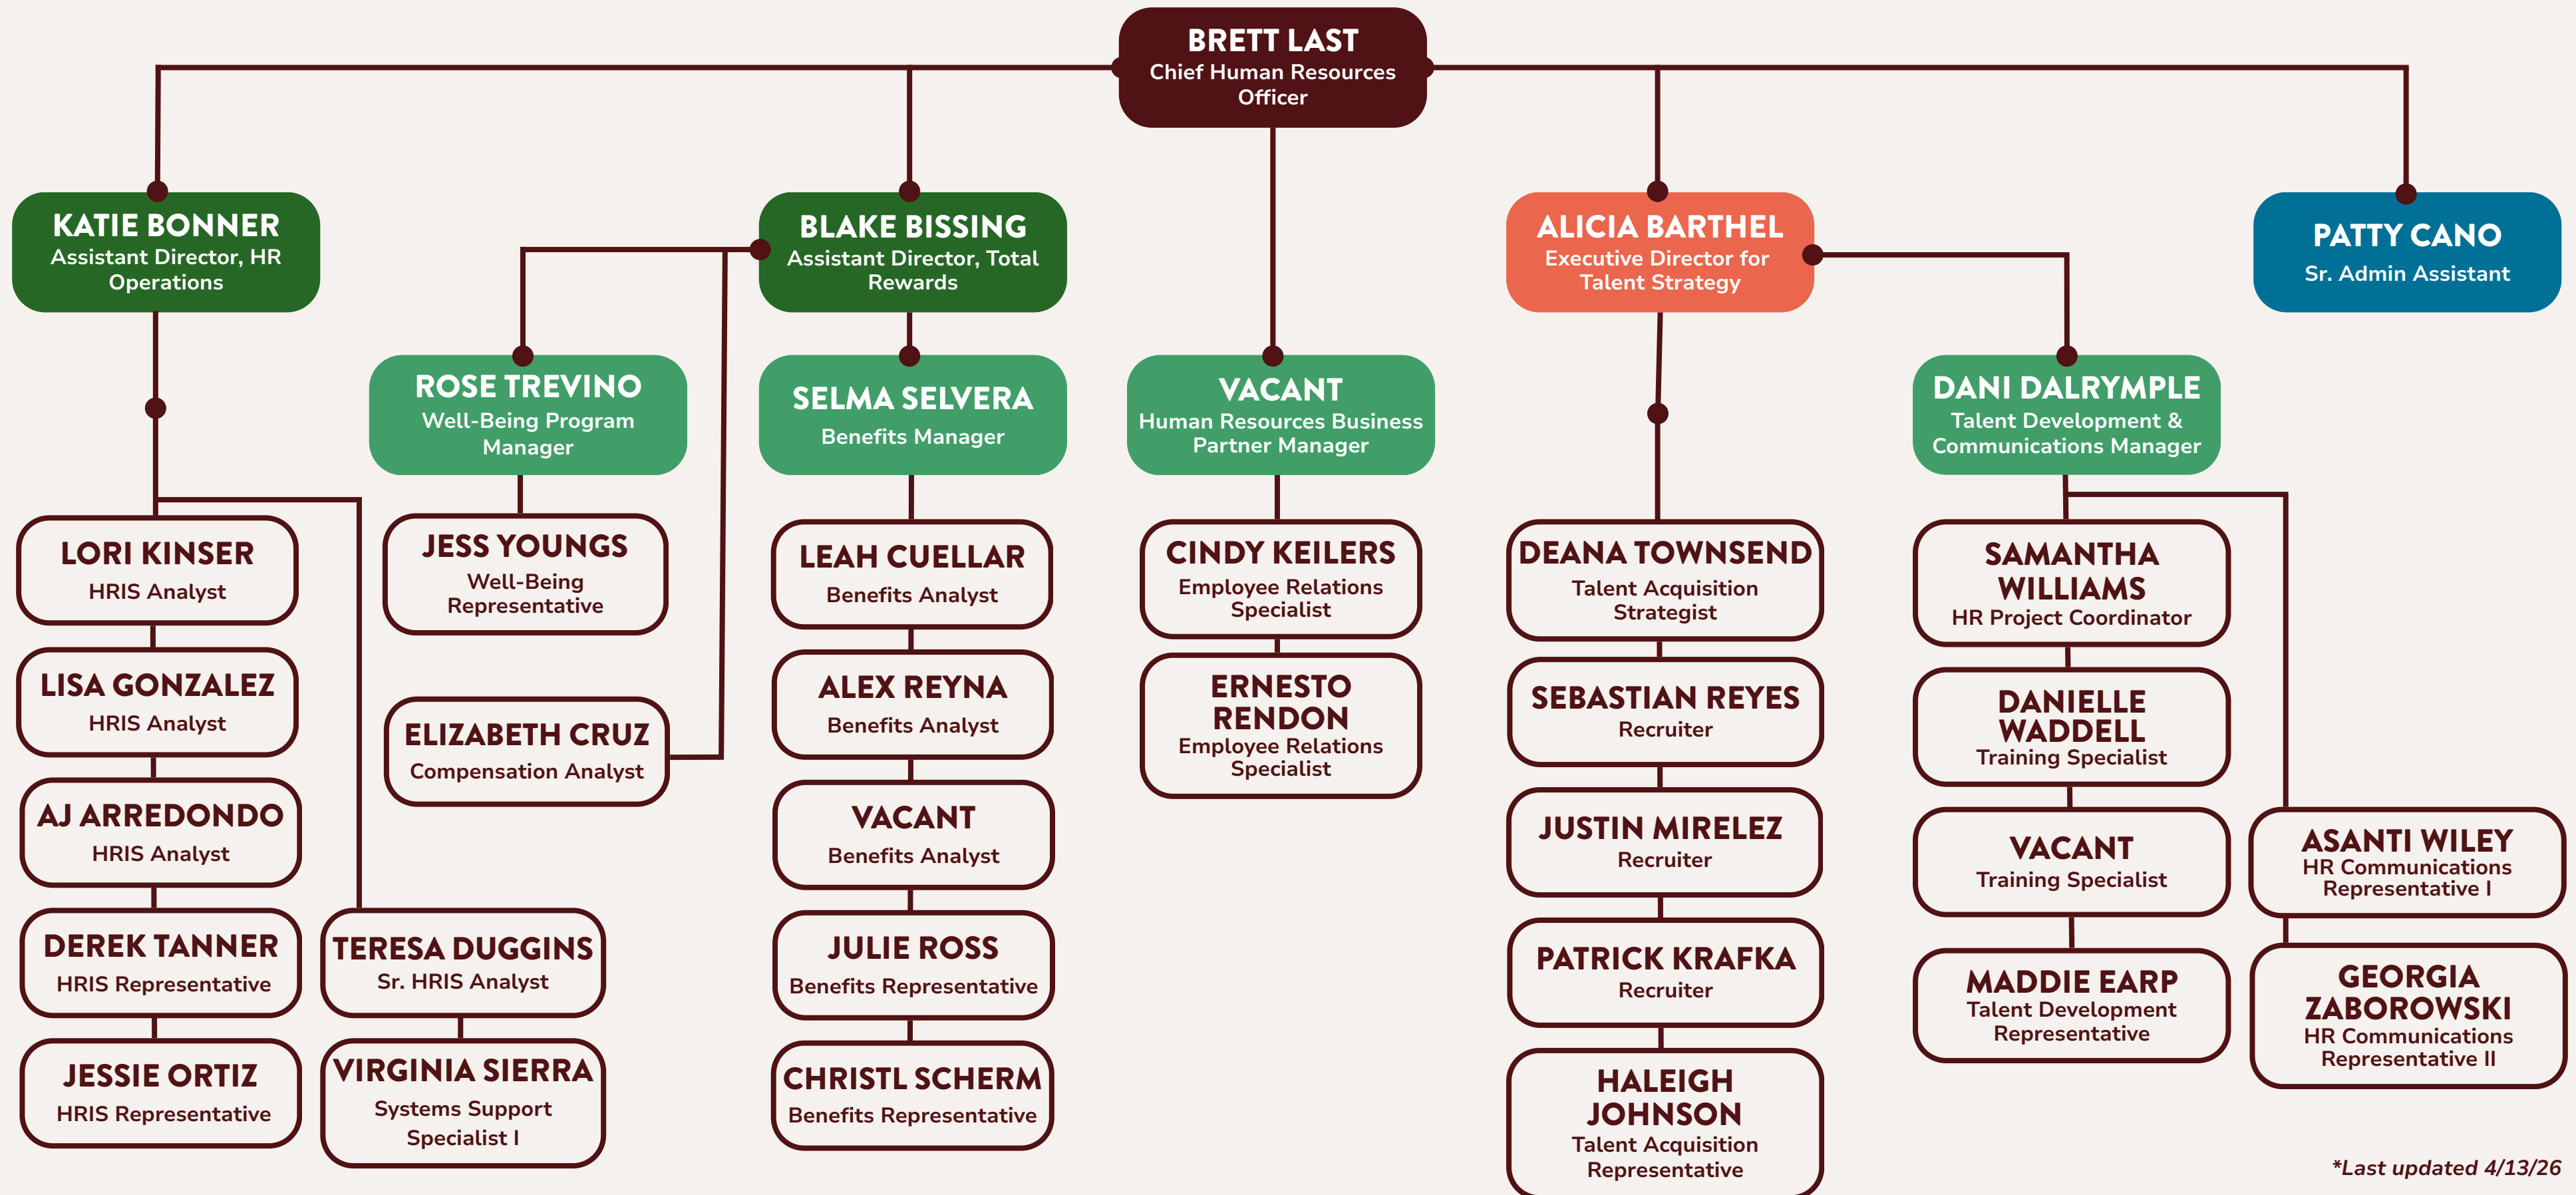 BRETT LAST
Chief Human Resources
Officer
KATIE BONNER
Assistant Director, HR
Operations
BLAKE BISSING
Assistant Director, Total
Rewards
ALICIA BARTHEL
Executive Director for
Talent Strategy
PATTY CANO
Sr. Admin Assistant
ROSE TREVINO
Well-Being Program
Manager
SELMA SELVERA
Benefits Manager
VACANT
Human Resources Business
Partner Manager
DANI DALRYMPLE
Talent Development &
Communications Manager
LORI KINSER
HRIS Analyst
LISA GONZALEZ
HRIS Analyst
AJ ARREDONDO
HRIS Analyst
DEREK TANNER
HRIS Representative
JESSIE ORTIZ
HRIS Representative
TERESA DUGGINS
Sr. HRIS Analyst
VIRGINIA SIERRA
Systems Support
Specialist I
JESS YOUNGS
Well-Being
Representative
ELIZABETH CRUZ
Compensation Analyst
LEAH CUELLAR
Benefits Analyst
ALEX REYNA
Benefits Analyst
VACANT
Benefits Analyst
JULIE ROSS
Benefits Representative
CHRISTL SCHERM
Benefits Representative
CINDY KEILERS
Employee Relations
Specialist
ERNESTO
RENDON
Employee Relations
Specialist
DEANA TOWNSEND
Talent Acquisition
Strategist
SEBASTIAN REYES
Recruiter
JUSTIN MIRELEZ
Recruiter
PATRICK KRAFKA
Recruiter
HALEIGH
JOHNSON
Talent Acquisition
Representative
SAMANTHA
WILLIAMS
HR Project Coordinator
DANIELLE
WADDELL
Training Specialist
VACANT
Training Specialist
MADDIE EARP
Talent Development
Representative
ASANTI WILEY
HR Communications
Representative I
GEORGIA
ZABOROWSKI
HR Communications
Representative II
*Last updated 4/13/26